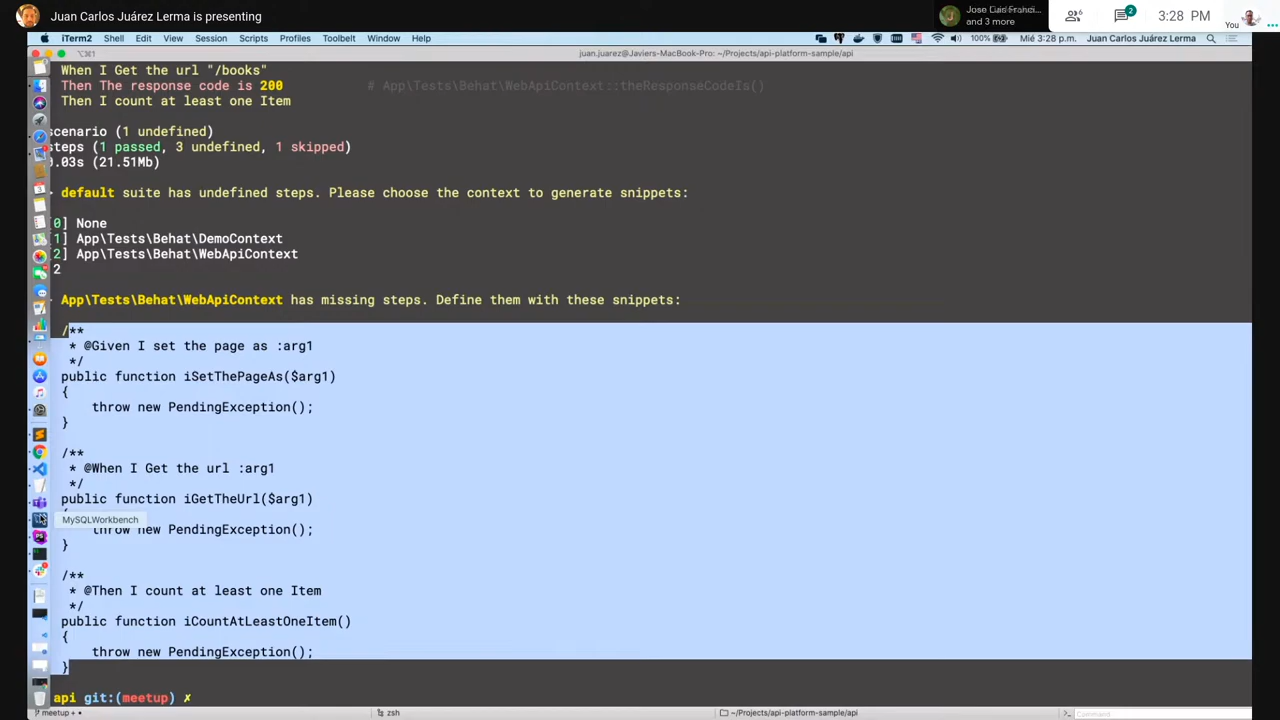 Juan Carlos Juárez Lerma is presenting
Jose Luis Franci...
and 3 more
6
2
3:28 PM
You
iTerm2 Shell Edit View Session Scripts Profiles Toolbelt Window Help
100% Mié 3:28 p.m. Juan Carlos Juárez Lerma
⌥⌘1
juan.juarez@Javiers-MacBook-Pro: ~/Projects/api-platform-sample/api
When I Get the url "/books"
Then The response code is 200 # App\Tests\Behat\WebApiContext::theResponseCodeIs()
Then I count at least one Item
scenario (1 undefined)
steps (1 passed, 3 undefined, 1 skipped)
0.03s (21.51Mb)
default suite has undefined steps. Please choose the context to generate snippets:
0] None
1] App\Tests\Behat\DemoContext
2] App\Tests\Behat\WebApiContext
2
App\Tests\Behat\WebApiContext has missing steps. Define them with these snippets:
/**
* @Given I set the page as :arg1
*/
public function iSetThePageAs($arg1)
{
throw new PendingException();
}
/**
* @When I Get the url :arg1
*/
public function iGetTheUrl($arg1)
MySQLWorkbench
throw new PendingException();
}
/**
* @Then I count at least one Item
*/
public function iCountAtLeastOneItem()
{
throw new PendingException();
}
api git:(meetup) ✗
meetup + •
zsh
~/Projects/api-platform-sample/api
Command